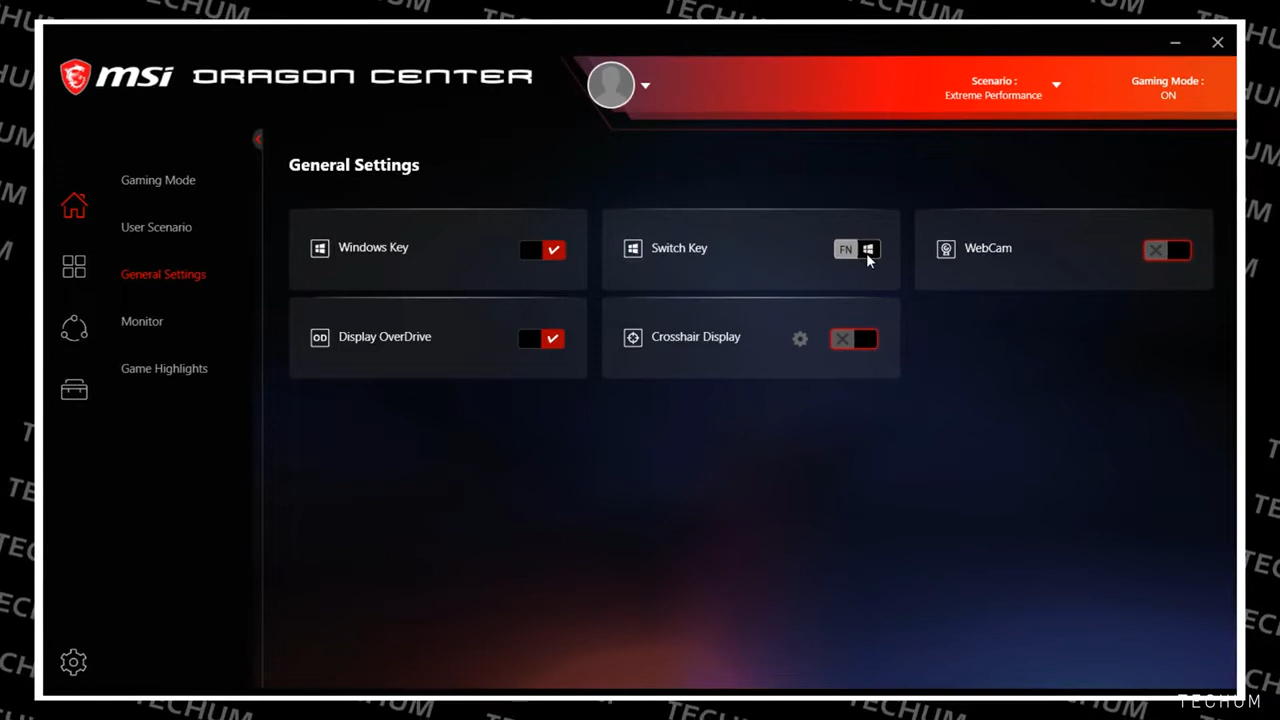 msi DRAGON CENTER
Scenario :
Extreme Performance
Gaming Mode :
ON
Gaming Mode
User Scenario
General Settings
Monitor
Game Highlights
General Settings
Windows Key
Switch Key
FN
WebCam
OD
Display OverDrive
Crosshair Display
TECHUM